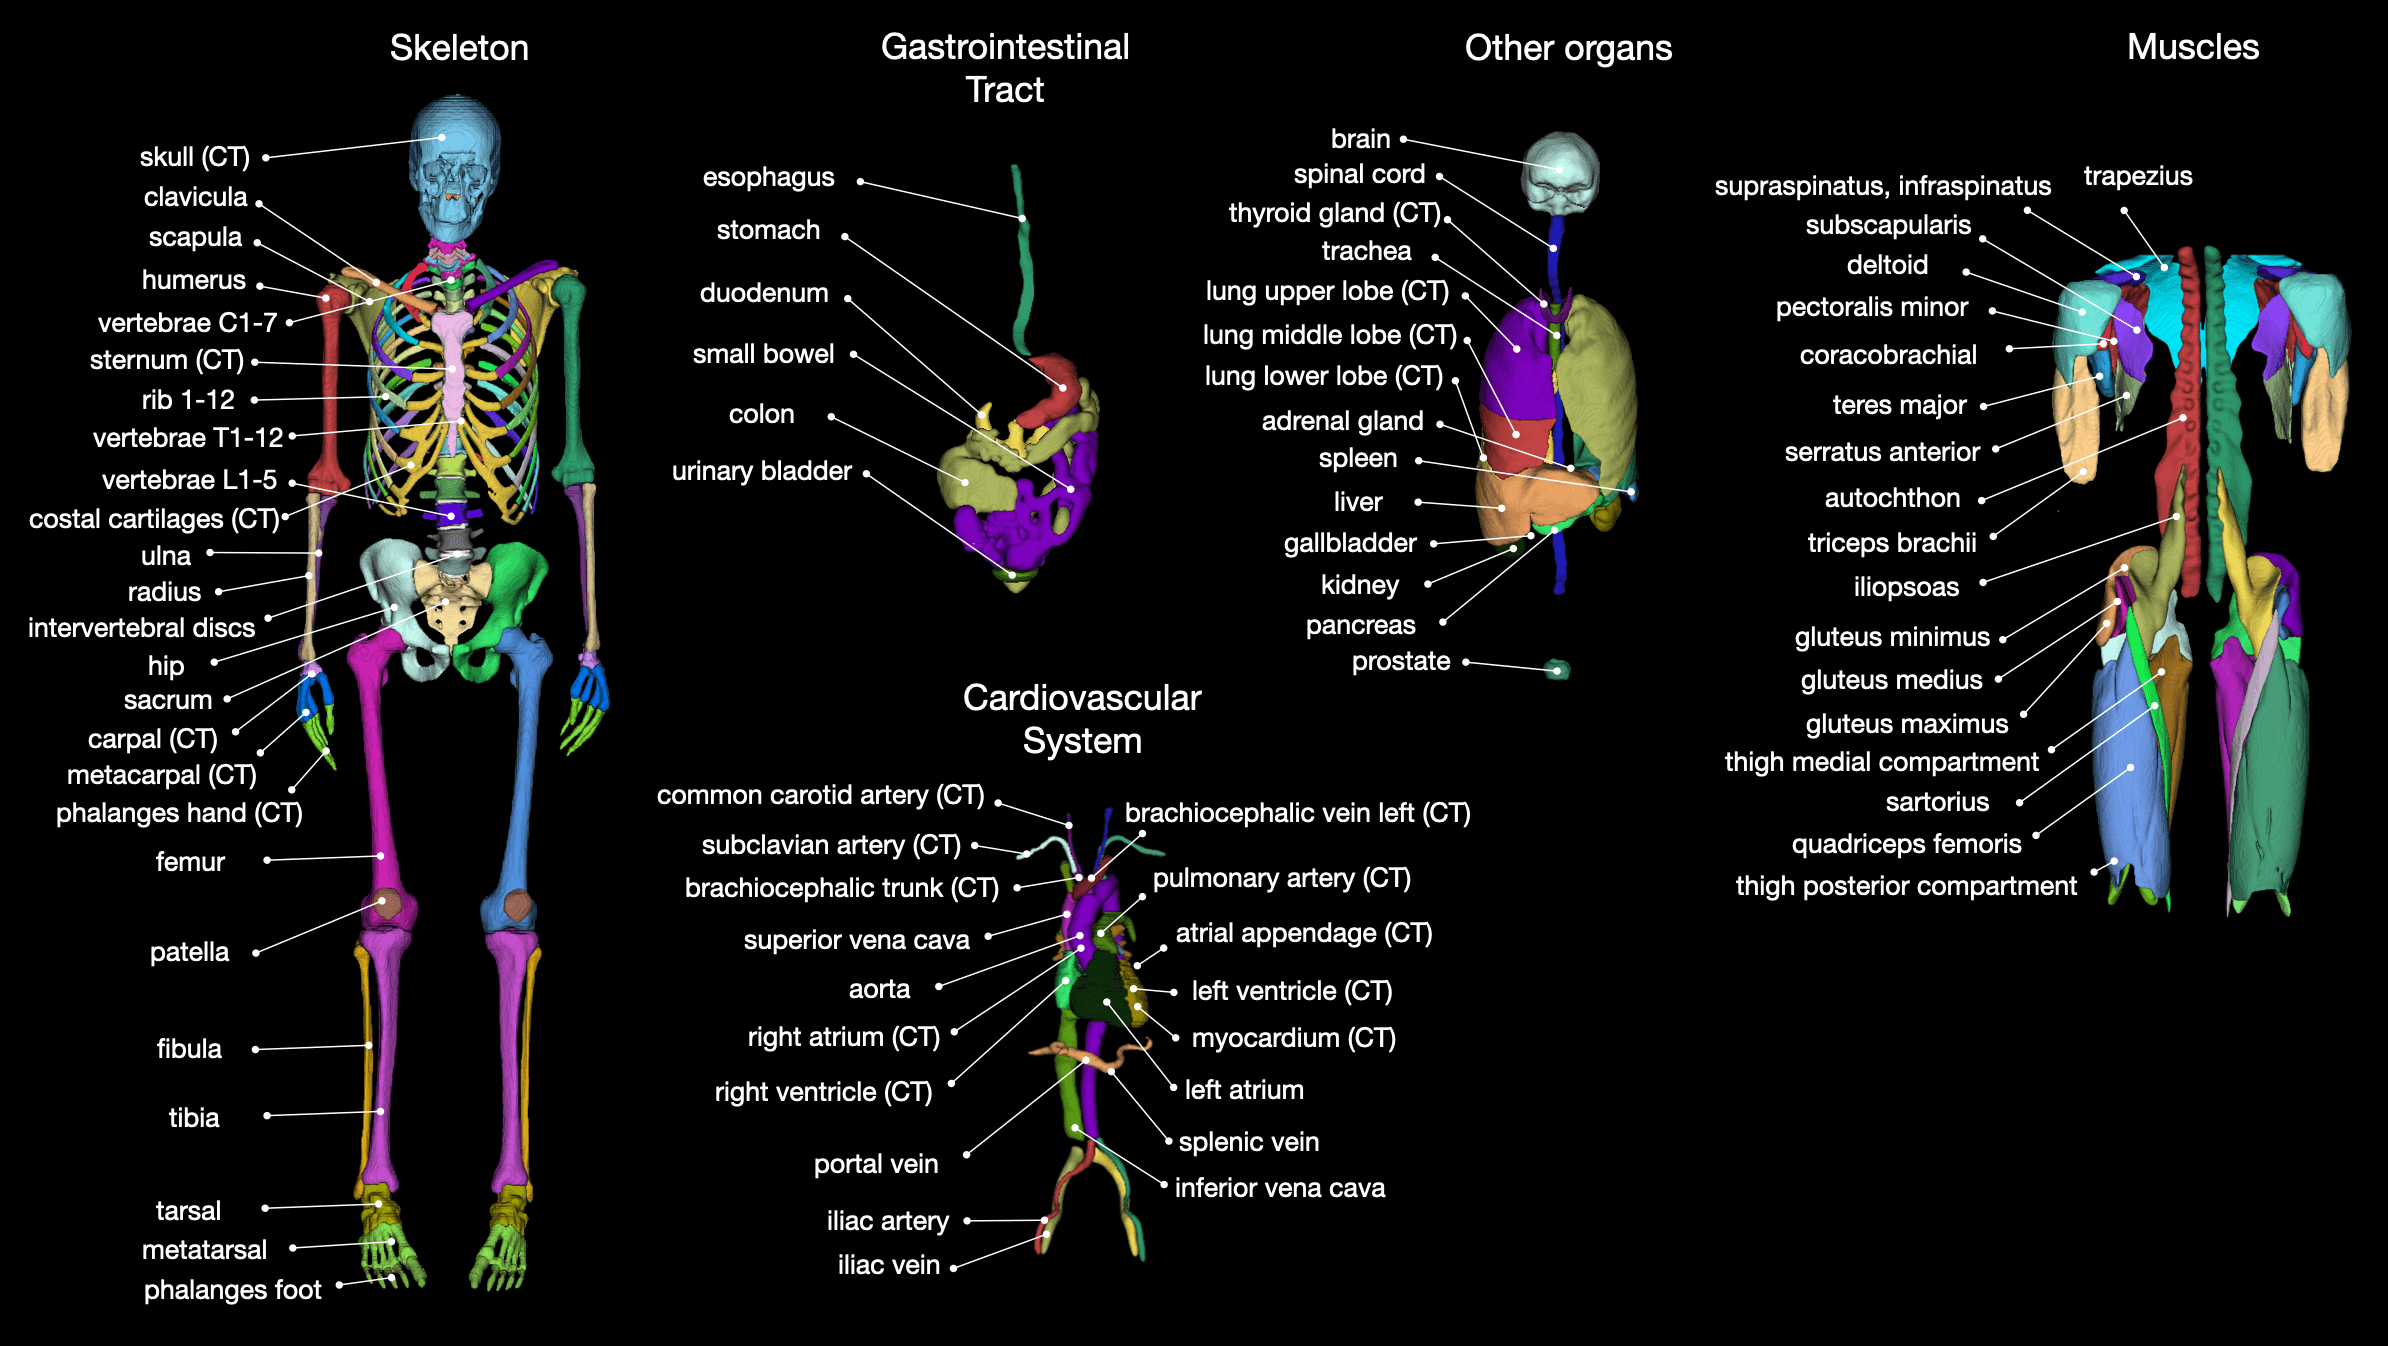 Skeleton
skull (CT)
clavicula
scapula
humerus
vertebrae C1-7
sternum (CT)
rib 1-12
vertebrae T1-12
vertebrae L1-5
costal cartilages (CT)
ulna
radius
intervertebral discs
hip
sacrum
carpal (CT)
metacarpal (CT)
phalanges hand (CT)
femur
patella
fibula
tibia
tarsal
metatarsal
phalanges foot
Gastrointestinal
Tract
esophagus
stomach
duodenum
small bowel
colon
urinary bladder
Cardiovascular
System
common carotid artery (CT)
subclavian artery (CT)
brachiocephalic trunk (CT)
superior vena cava
aorta
right atrium (CT)
right ventricle (CT)
portal vein
iliac artery
iliac vein
brachiocephalic vein left (CT)
pulmonary artery (CT)
atrial appendage (CT)
left ventricle (CT)
myocardium (CT)
left atrium
splenic vein
inferior vena cava
Other organs
brain
spinal cord
thyroid gland (CT)
trachea
lung upper lobe (CT)
lung middle lobe (CT)
lung lower lobe (CT)
adrenal gland
spleen
liver
gallbladder
kidney
pancreas
prostate
Muscles
supraspinatus, infraspinatus
trapezius
subscapularis
deltoid
pectoralis minor
coracobrachial
teres major
serratus anterior
autochthon
triceps brachii
iliopsoas
gluteus minimus
gluteus medius
gluteus maximus
thigh medial compartment
sartorius
quadriceps femoris
thigh posterior compartment